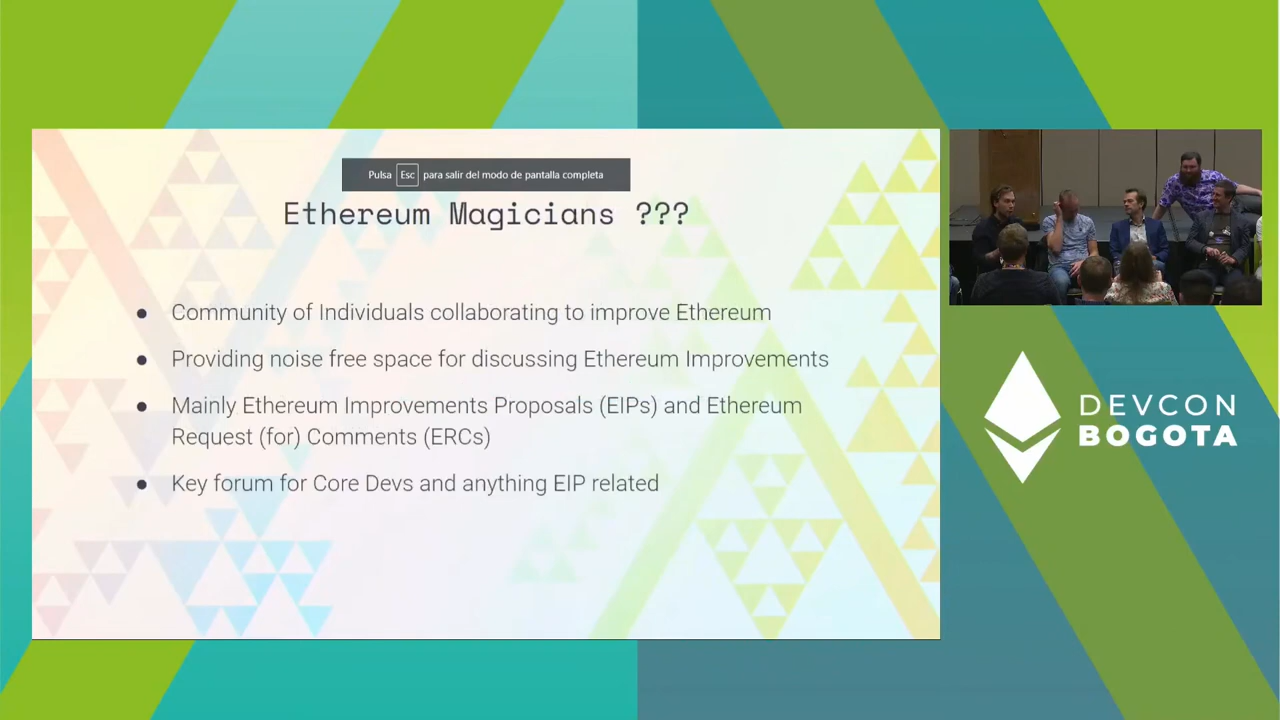 Pulsa Esc para salir del modo de pantalla completa
Ethereum Magicians ???
● Community of Individuals collaborating to improve Ethereum
● Providing noise free space for discussing Ethereum Improvements
● Mainly Ethereum Improvements Proposals (EIPs) and Ethereum
Request (for) Comments (ERCs)
● Key forum for Core Devs and anything EIP related
DEVCON
BOGOTA